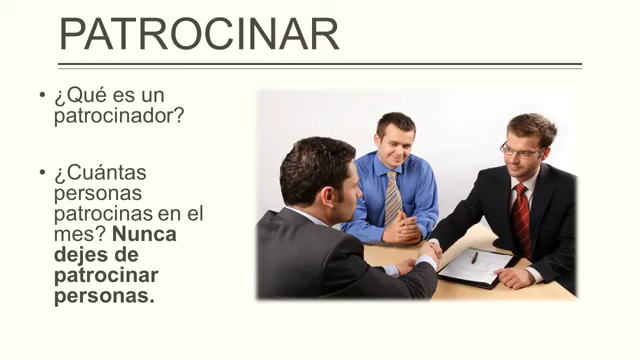 PATROCINAR
• ¿Qué es un
patrocinador?
• ¿Cuántas
personas
patrocinas en el
mes? Nunca
dejes de
patrocinar
personas.